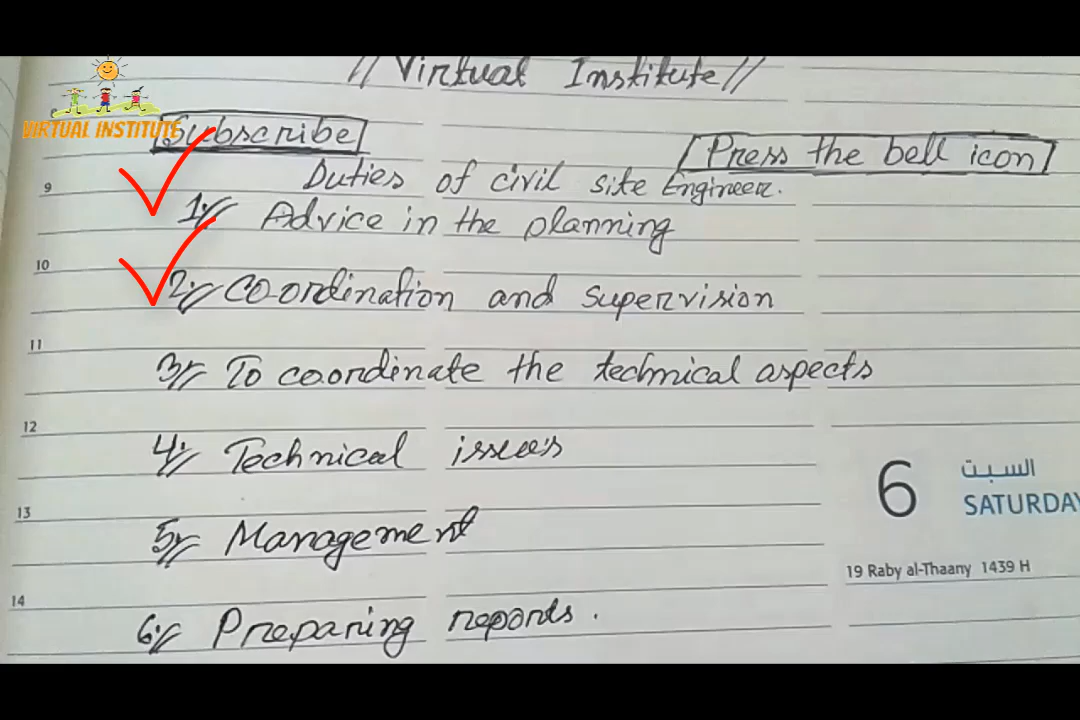 // Virtual Institute //
VIRTUAL INSTITUTE
Subscribe
Press the bell icon
Duties of civil site Engineer.
9
1. Advice in the planning
10
2. Co-ordination and supervision
11
3. To coordinate the technical aspects
12
4. Technical issues
6 السبت
SATURDAY
13
5. Management
19 Raby al-Thaany 1439 H
14
6. Preparing reports.